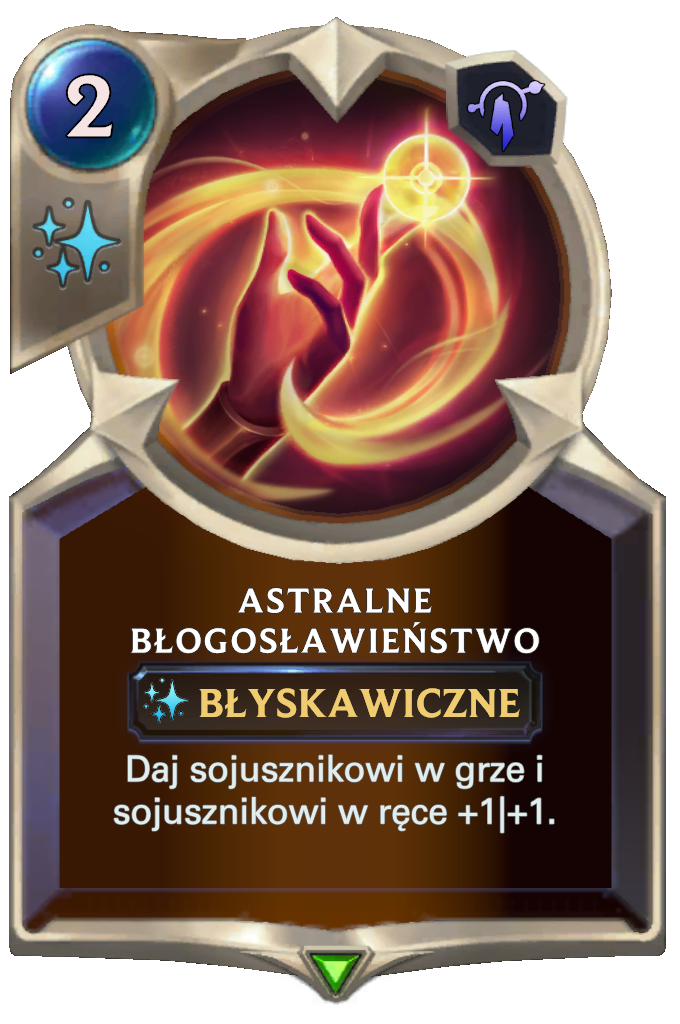 2
ASTRALNE
BŁOGOSŁAWIEŃSTWO
BŁYSKAWICZNE
Daj sojusznikowi w grze i
sojusznikowi w ręce +1|+1.